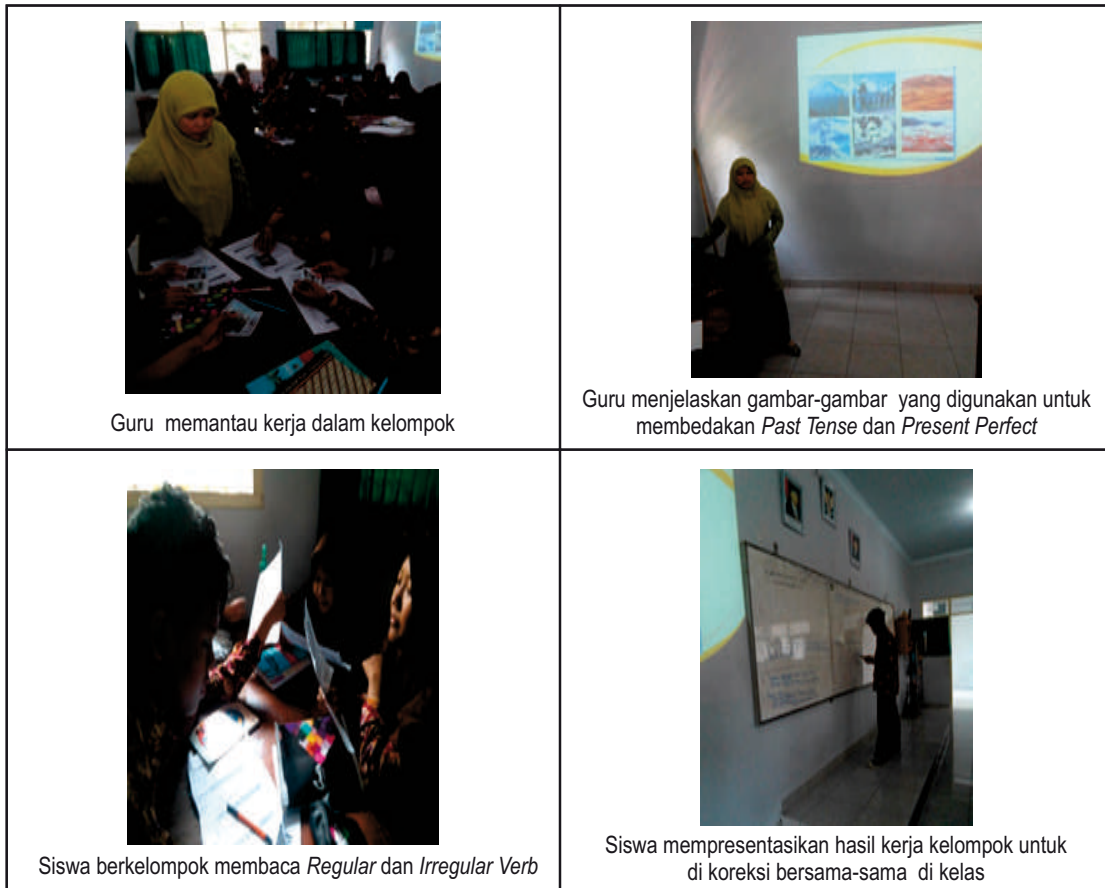 Guru memantau kerja dalam kelompok
Guru menjelaskan gambar-gambar yang digunakan untuk
membedakan Past Tense dan Present Perfect
Siswa berkelompok membaca Regular dan Irregular Verb
Siswa mempresentasikan hasil kerja kelompok untuk
di koreksi bersama-sama di kelas